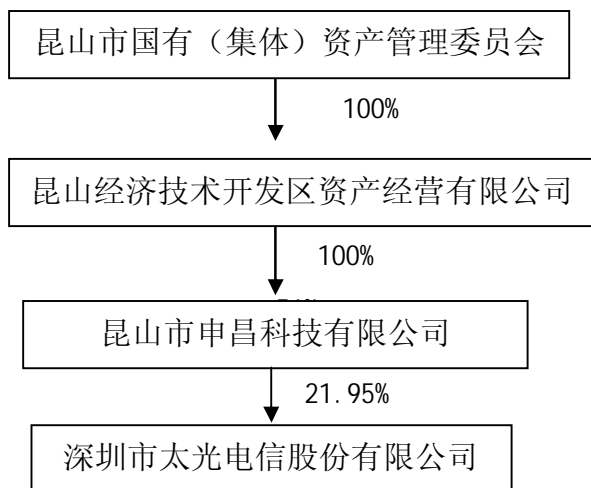 昆山市国有（集体）资产管理委员会
100%
昆山经济技术开发区资产经营有限公司
100%
昆山市申昌科技有限公司
21.95%
深圳市太光电信股份有限公司